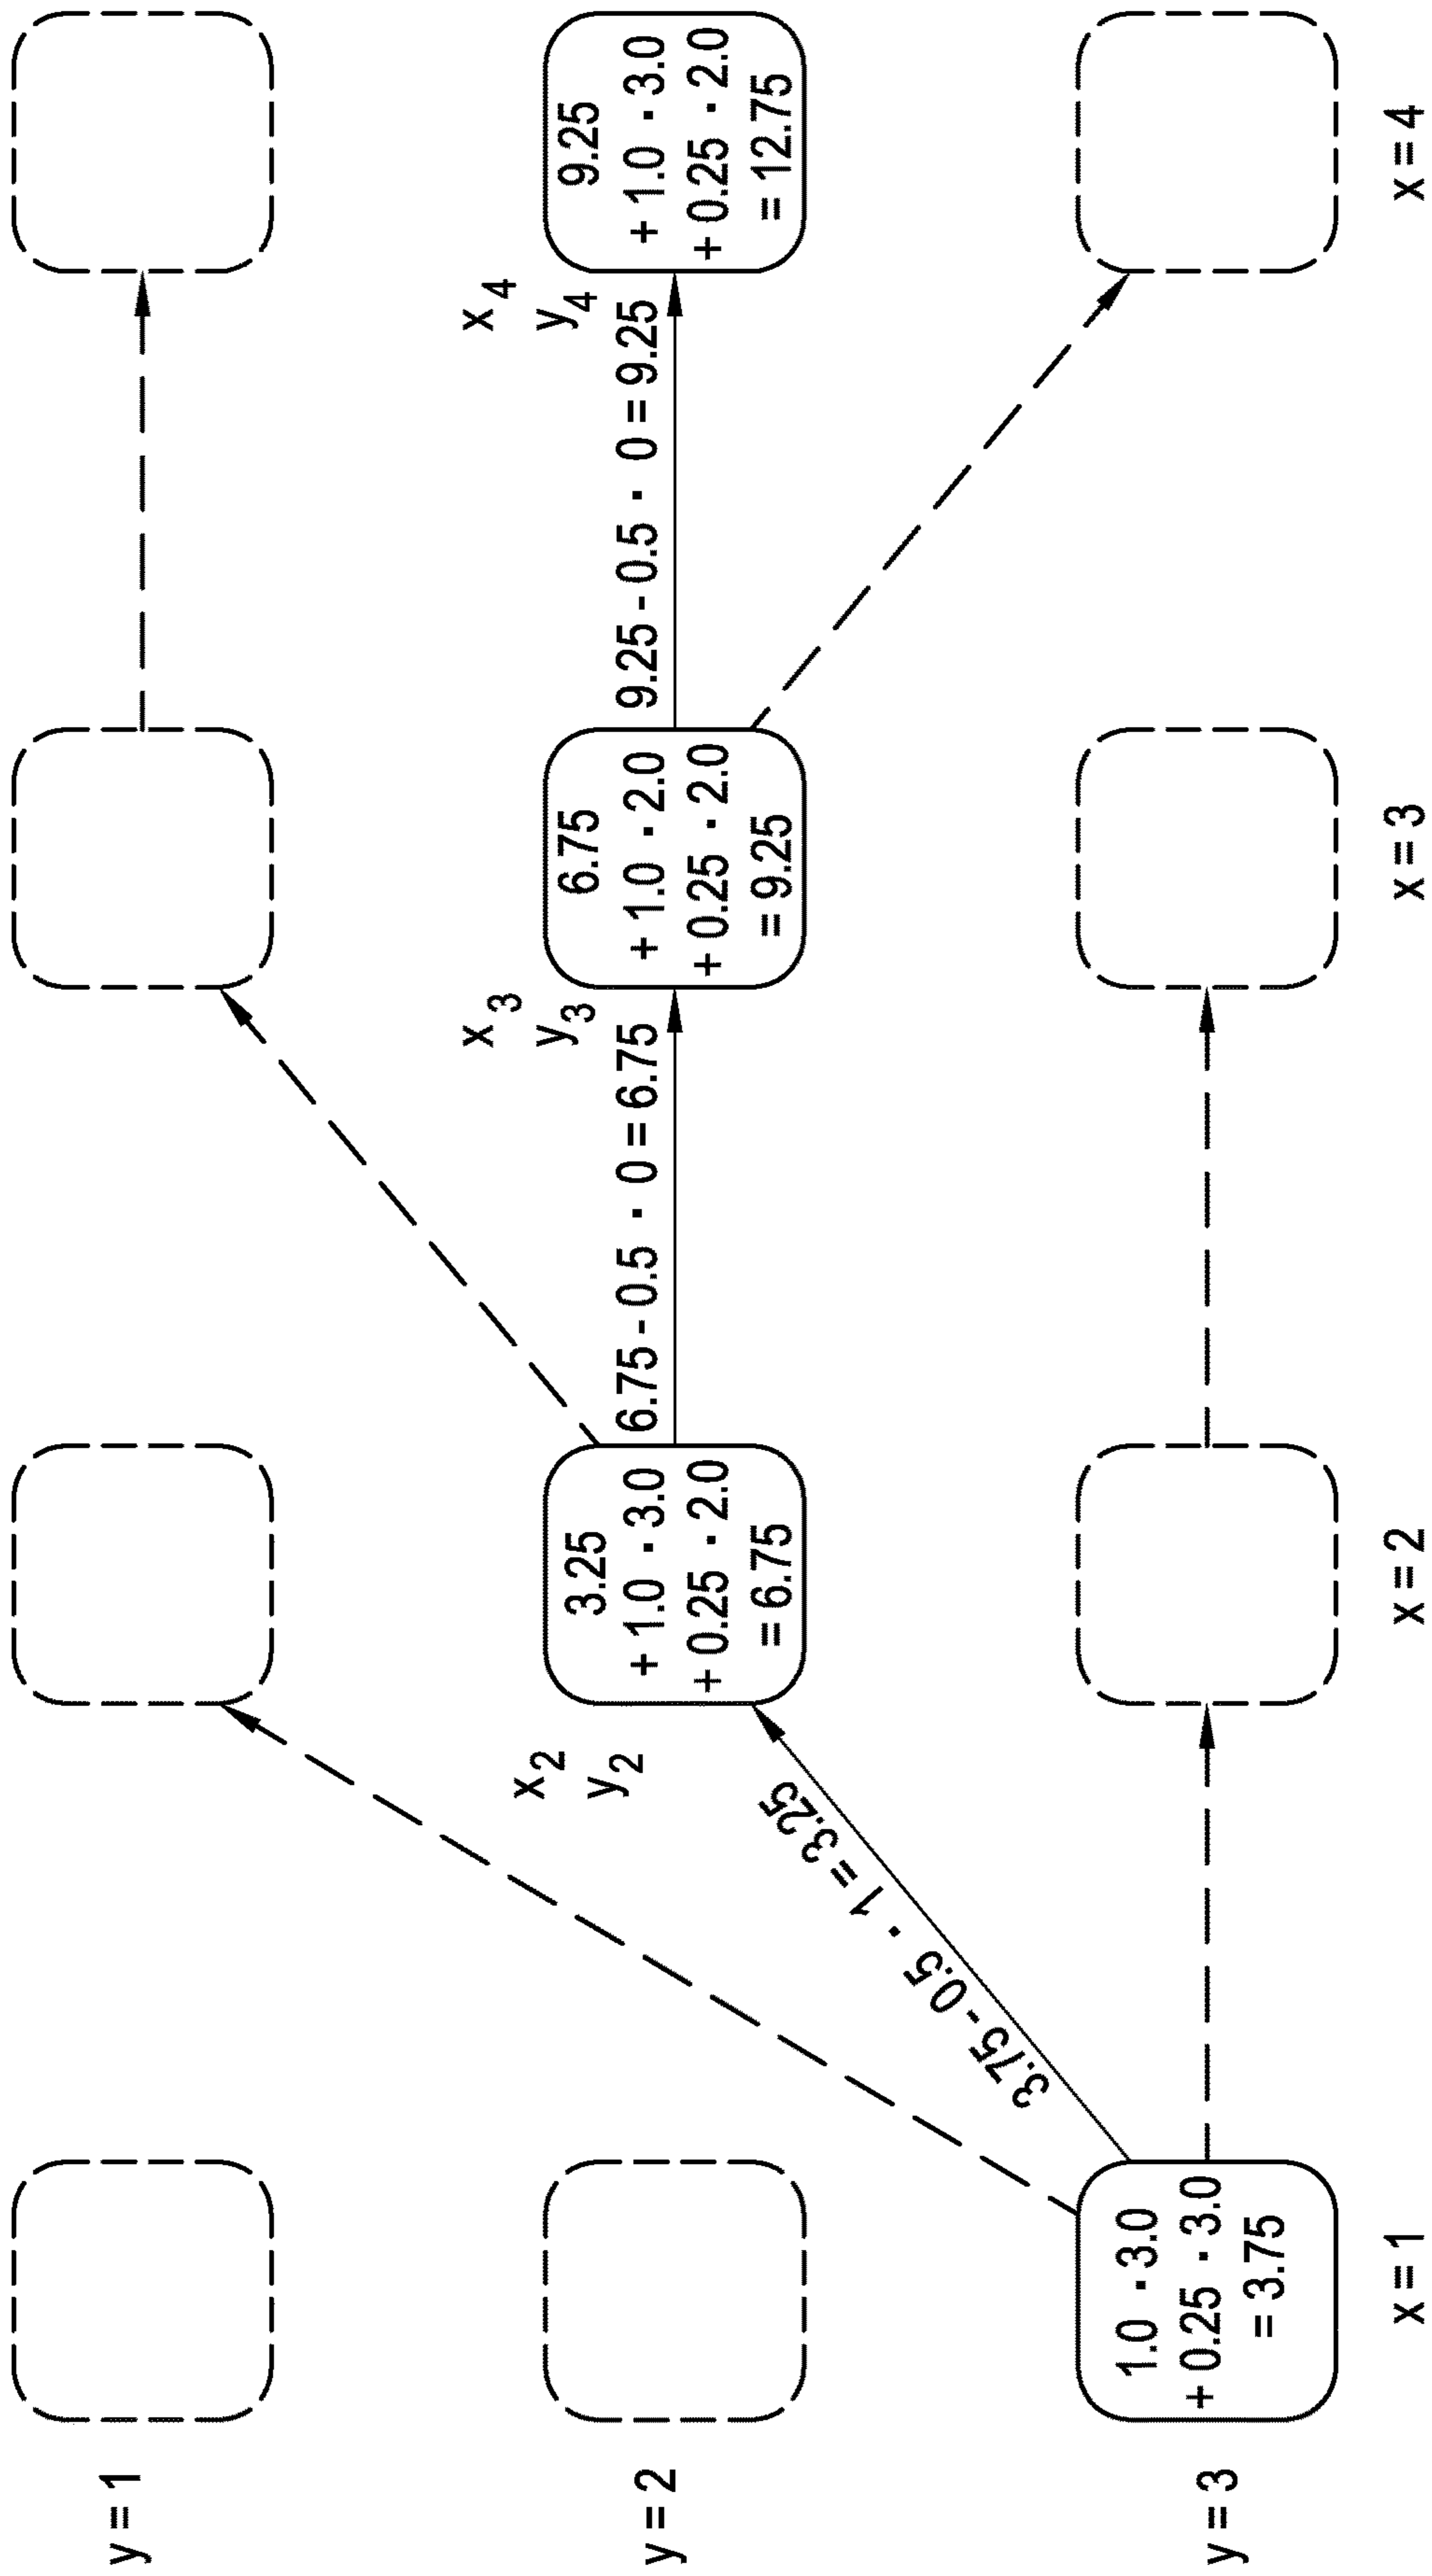 y = 1
y = 2
x₂
y₂
3.25
+ 1.0 · 3.0
+ 0.25 · 2.0
= 6.75
6.75 - 0.5 · 0 = 6.75
x₃
y₃
6.75
+ 1.0 · 2.0
+ 0.25 · 2.0
= 9.25
9.25 - 0.5 · 0 = 9.25
x₄
y₄
9.25
+ 1.0 · 3.0
+ 0.25 · 2.0
= 12.75
3.75 - 0.5 · 1 = 3.25
y = 3
1.0 · 3.0
+ 0.25 · 3.0
= 3.75
x = 1
x = 2
x = 3
x = 4